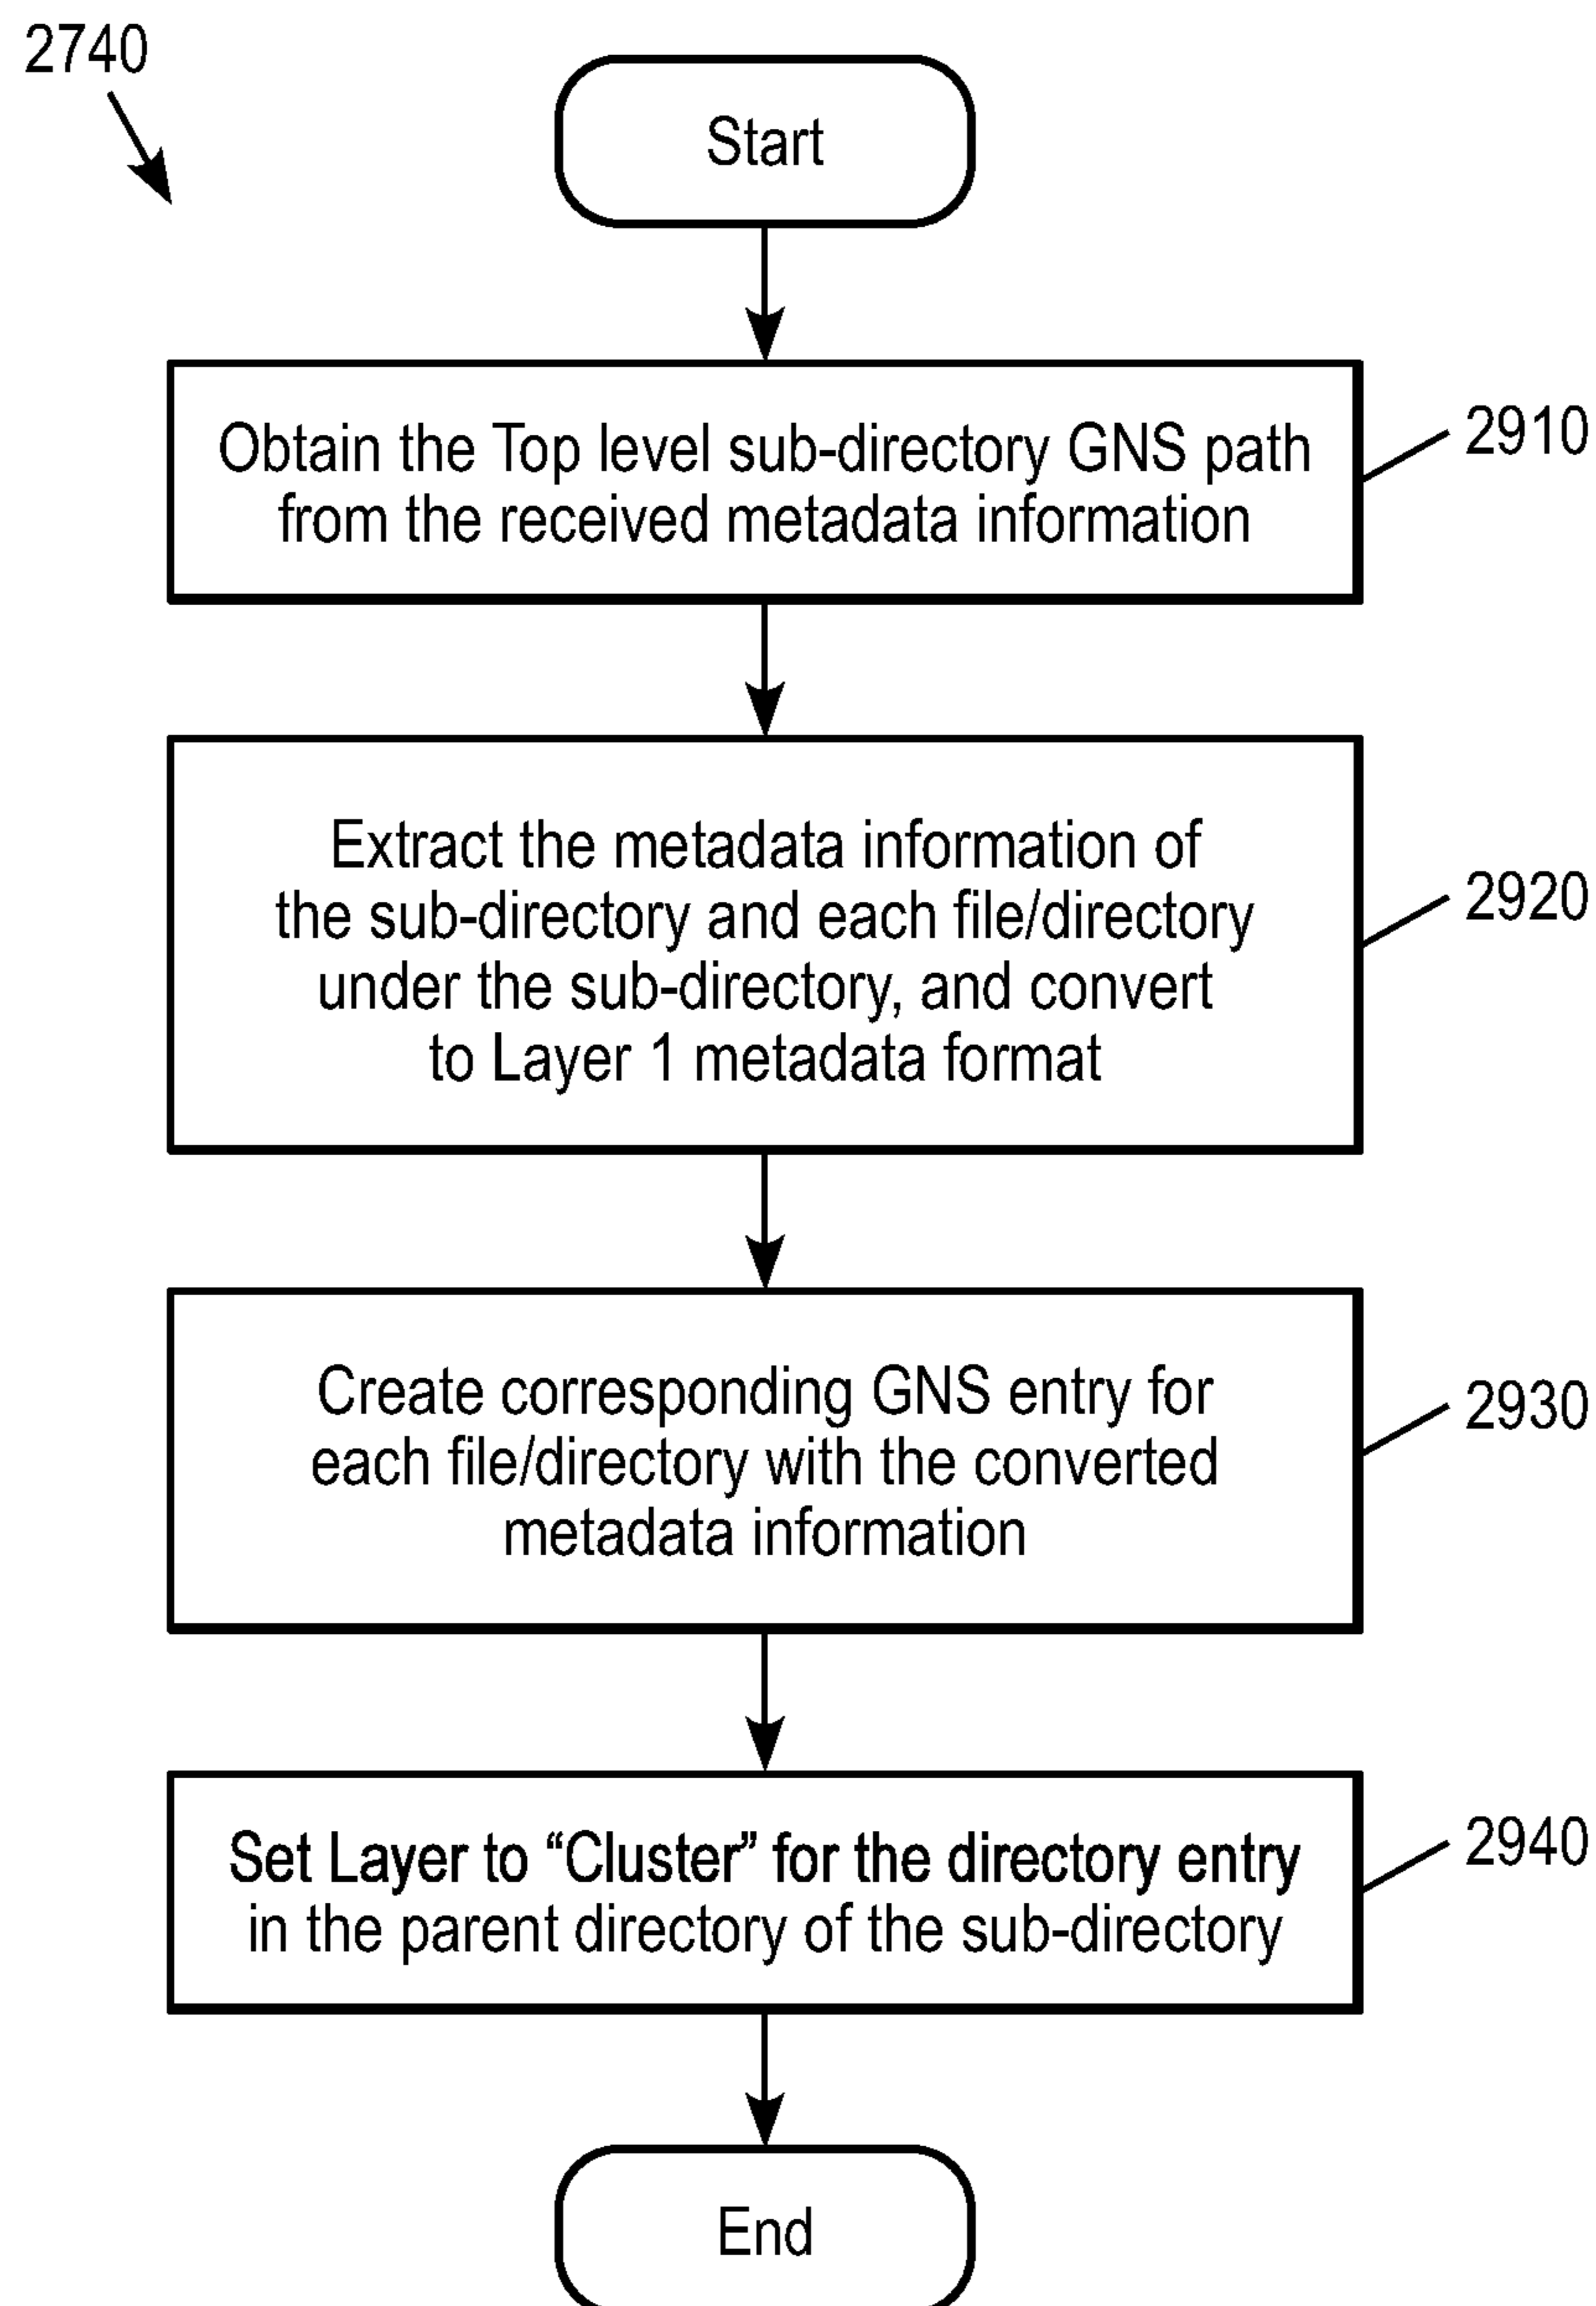 2740
Start
Obtain the Top level sub-directory GNS path
from the received metadata information
2910
Extract the metadata information of
the sub-directory and each file/directory
under the sub-directory, and convert
to Layer 1 metadata format
2920
Create corresponding GNS entry for
each file/directory with the converted
metadata information
2930
Set Layer to “Cluster” for the directory entry
in the parent directory of the sub-directory
2940
End